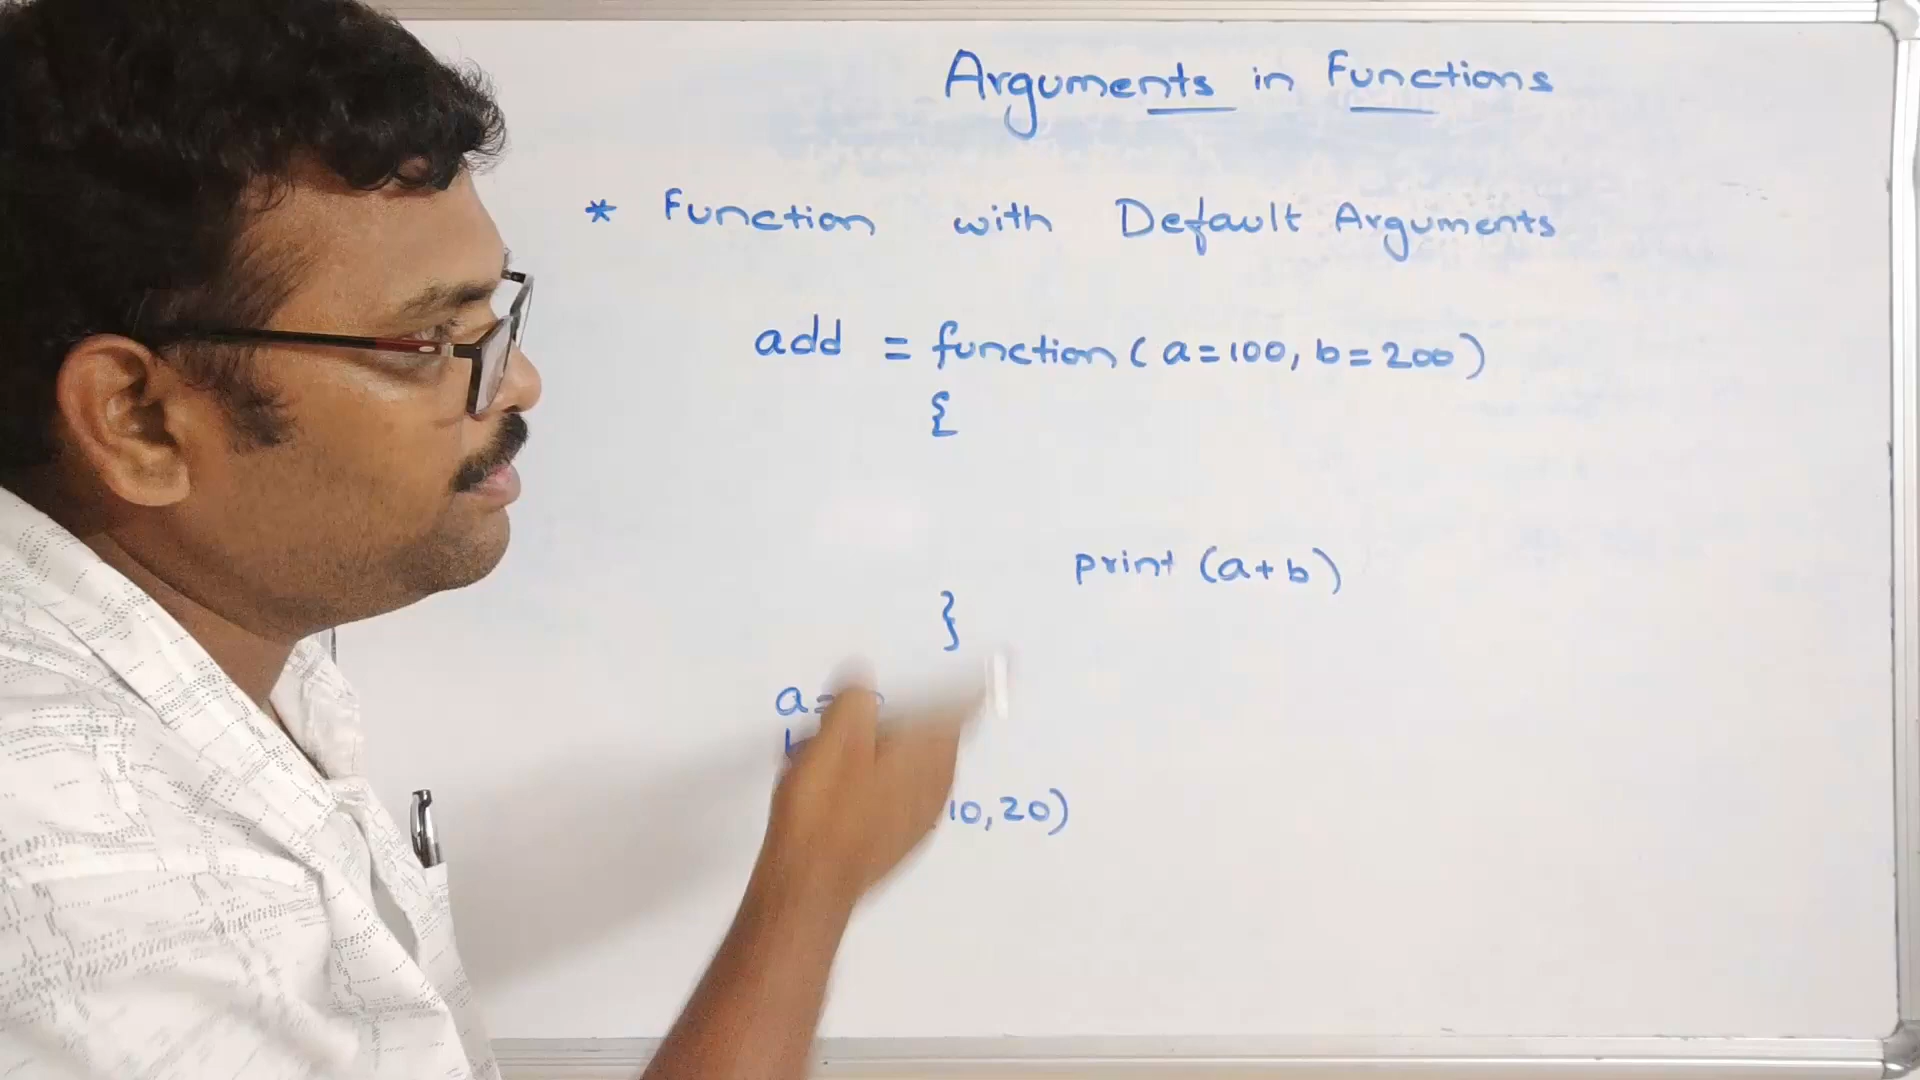 Arguments in Functions
* Function with Default Arguments
add = function(a=100, b=200)
{
print (a+b)
}
a=
10,20)